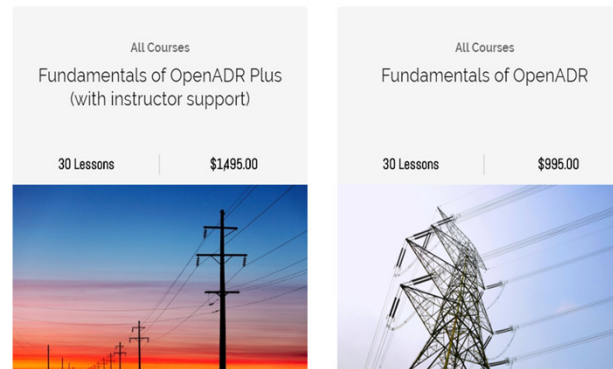 All Courses
Fundamentals of OpenADR Plus
(with instructor support)
30 Lessons
$1,495.00
All Courses
Fundamentals of OpenADR
30 Lessons
$995.00